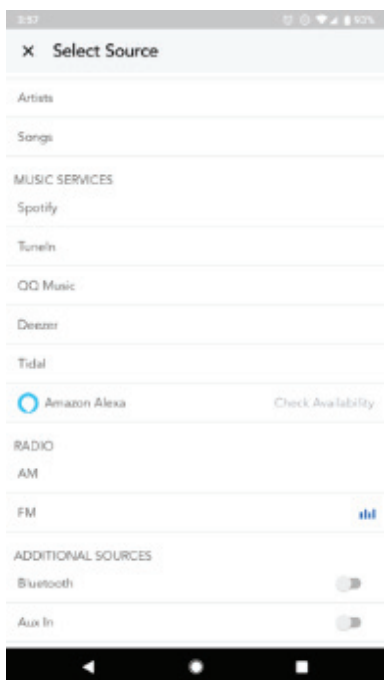 3:57
93%
Select Source
Artists
Songs
MUSIC SERVICES
Spotify
TuneIn
QQ Music
Deezer
Tidal
Amazon Alexa Check Availability
RADIO
AM
FM
ADDITIONAL SOURCES
Bluetooth
Aux In